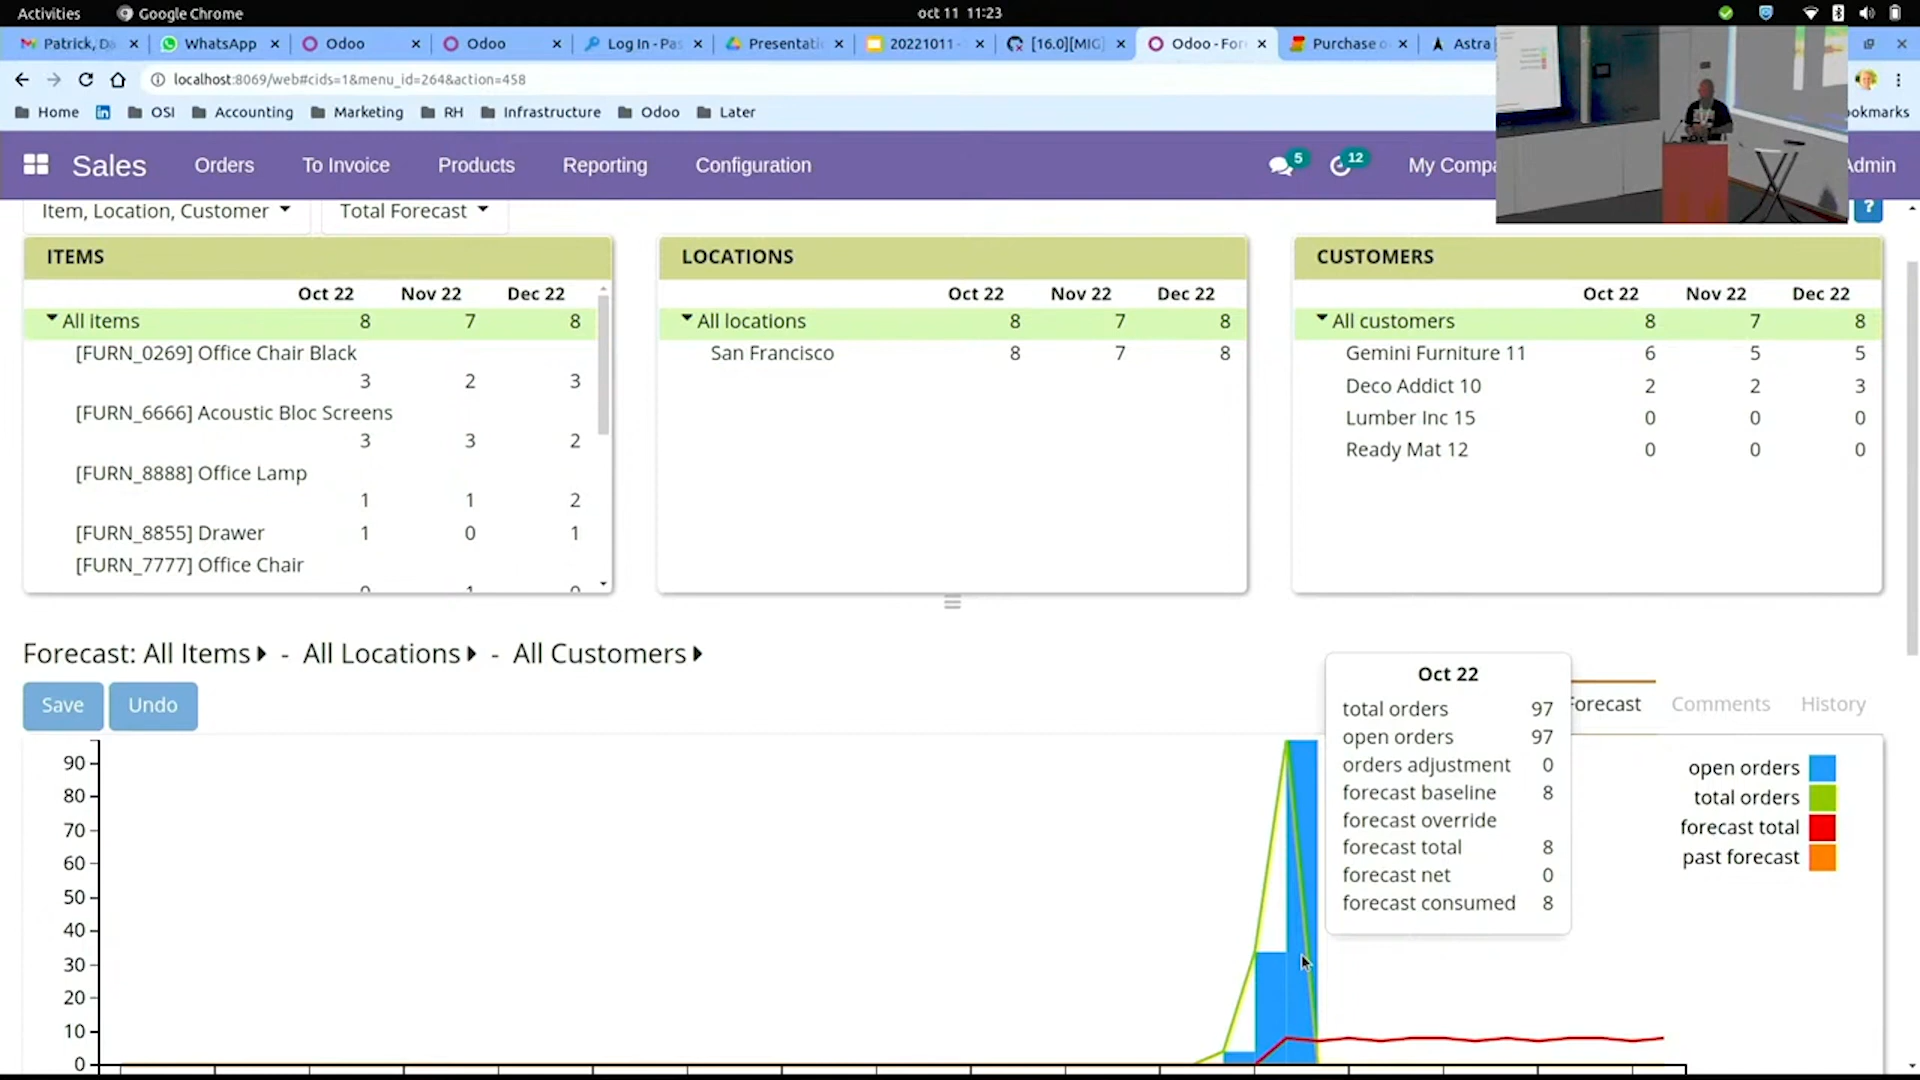 Activities
Google Chrome
oct 11 11:23
Patrick, Da
WhatsApp
Odoo
Odoo
Log In - Pas
Presentati
20221011 -
[16.0][MIG]
Odoo - For
Purchase o
Astra
localhost:8069/web#cids=1&menu_id=264&action=458
Home
OSI
Accounting
Marketing
RH
Infrastructure
Odoo
Later
ookmarks
Sales
Orders
To Invoice
Products
Reporting
Configuration
5
12
My Compa
Admin
Item, Location, Customer
Total Forecast
?
ITEMS
Oct 22 Nov 22 Dec 22
All items 8 7 8
[FURN_0269] Office Chair Black
3 2 3
[FURN_6666] Acoustic Bloc Screens
3 3 2
[FURN_8888] Office Lamp
1 1 2
[FURN_8855] Drawer 1 0 1
[FURN_7777] Office Chair
0 1 0
LOCATIONS
Oct 22 Nov 22 Dec 22
All locations 8 7 8
San Francisco 8 7 8
CUSTOMERS
Oct 22 Nov 22 Dec 22
All customers 8 7 8
Gemini Furniture 11 6 5 5
Deco Addict 10 2 2 3
Lumber Inc 15 0 0 0
Ready Mat 12 0 0 0
Forecast: All Items - All Locations - All Customers
Save
Undo
Forecast
Comments
History
Oct 22
total orders 97
open orders 97
orders adjustment 0
forecast baseline 8
forecast override
forecast total 8
forecast net 0
forecast consumed 8
open orders
total orders
forecast total
past forecast
90
80
70
60
50
40
30
20
10
0